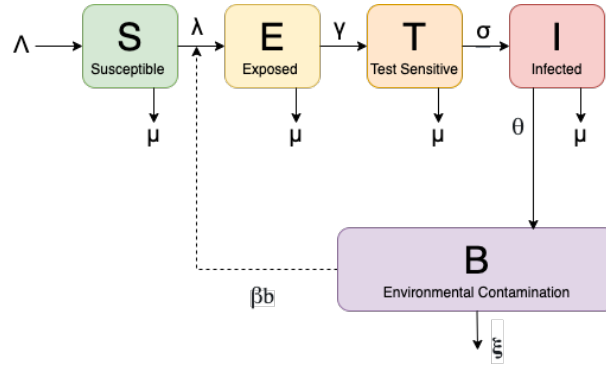 Λ
S
Susceptible
λ
E
Exposed
γ
T
Test Sensitive
σ
I
Infected
μ
μ
μ
θ
μ
B
Environmental Contamination
βb
ξ